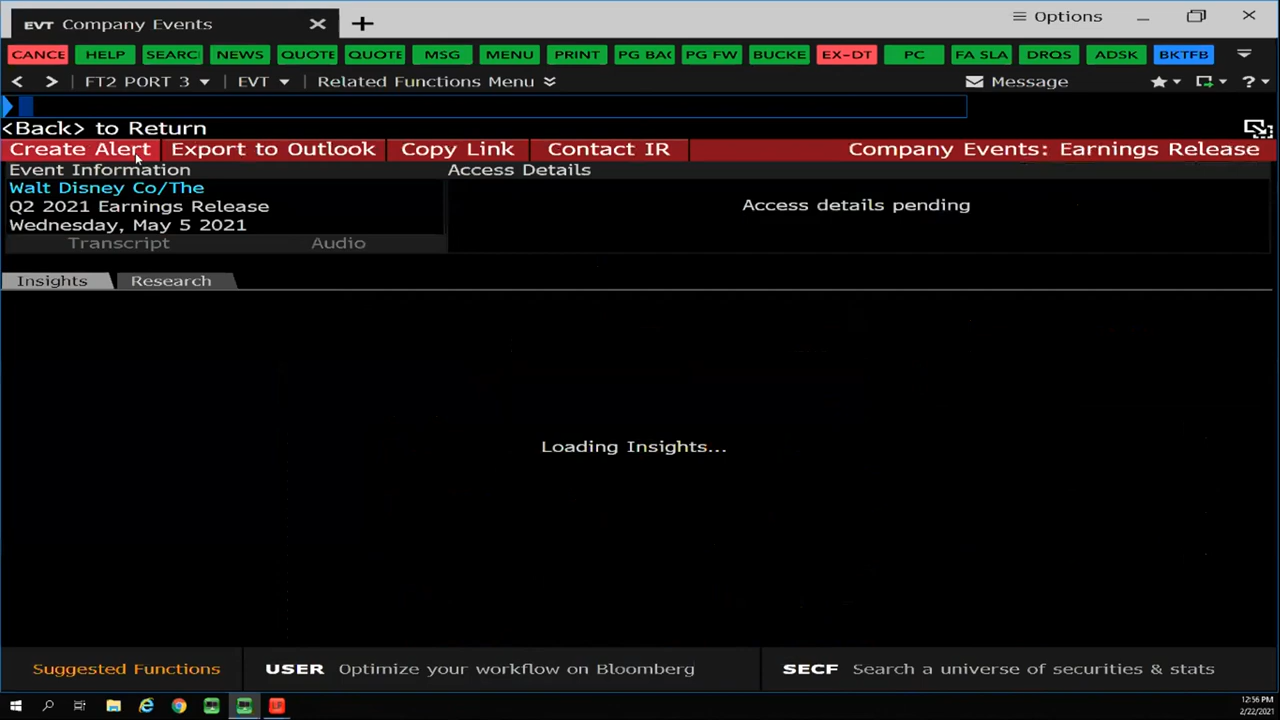 EVT Company Events
Options
CANCE HELP SEARC NEWS QUOTE QUOTE MSG MENU PRINT PG BAC PG FW BUCKE EX-DT PC FA SLA DRQS ADSK BKTFB
FT2 PORT 3 EVT Related Functions Menu Message
<Back> to Return
Create Alert Export to Outlook Copy Link Contact IR Company Events: Earnings Release
Event Information Access Details
Walt Disney Co/The
Q2 2021 Earnings Release Access details pending
Wednesday, May 5 2021
Transcript Audio
Insights Research
Loading Insights...
Suggested Functions USER Optimize your workflow on Bloomberg SECF Search a universe of securities & stats
12:56 PM
2/22/2021